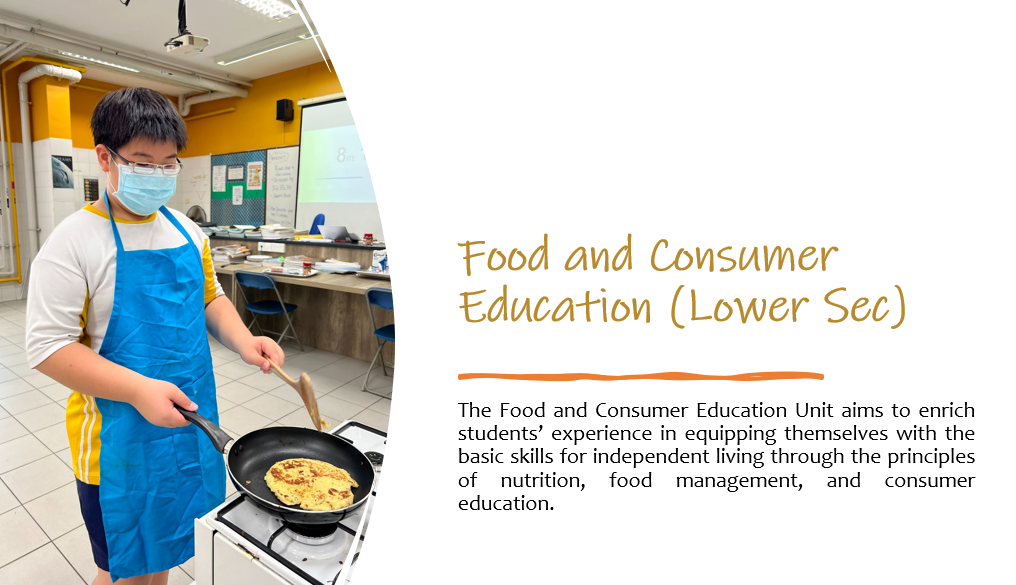 Food and Consumer
Education (Lower Sec)
The Food and Consumer Education Unit aims to enrich
students’ experience in equipping themselves with the
basic skills for independent living through the principles
of nutrition, food management, and consumer
education.